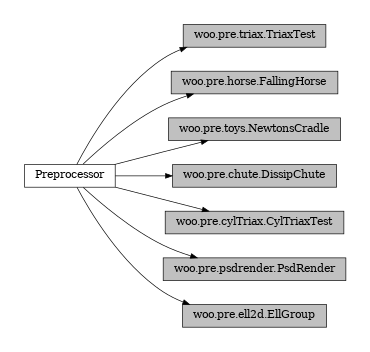 woo.pre.triax.TriaxTest
woo.pre.horse.FallingHorse
woo.pre.toys.NewtonsCradle
Preprocessor
woo.pre.chute.DissipChute
woo.pre.cylTriax.CylTriaxTest
woo.pre.psdrender.PsdRender
woo.pre.ell2d.EllGroup